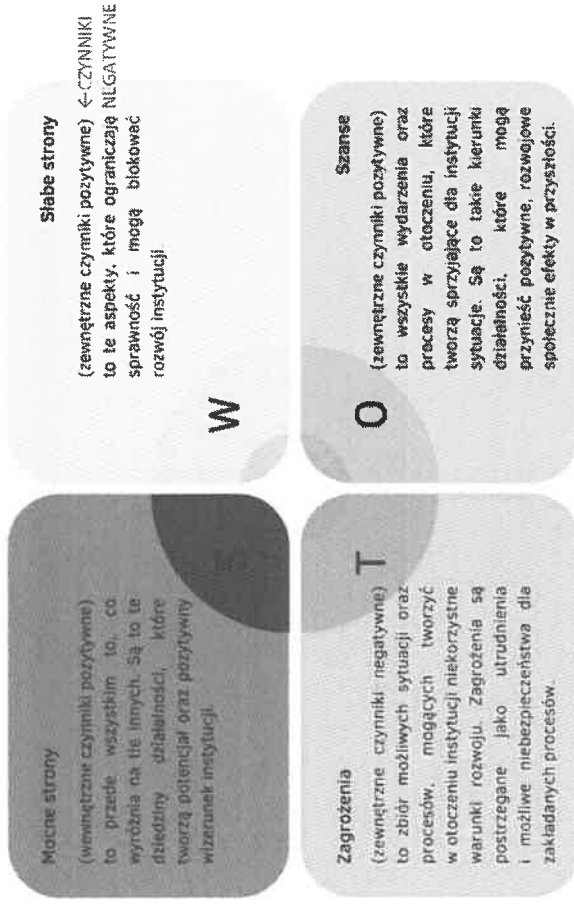 Mocne strony
(wewnętrzne czynniki pozytywne)
to przede wszystkim to, co
wyróżnia na tle innych. Są to te
dziedziny działalności, które
tworzą potencjał oraz pozytywny
wizerunek instytucji.
S
Słabe strony
(zewnętrzne czynniki pozytywne) ←CZYNNIKI
to te aspekty, które ograniczają NEGATYWNE
sprawność i mogą blokować
rozwój instytucji.
W
Zagrożenia
(zewnętrzne czynniki negatywne)
to zbiór możliwych sytuacji oraz
procesów, mogących tworzyć
w otoczeniu instytucji niekorzystne
warunki rozwoju. Zagrożenia są
postrzegane jako utrudnienia
i możliwe niebezpieczeństwa dla
zakładanych procesów.
T
Szanse
(zewnętrzne czynniki pozytywne)
to wszystkie wydarzenia oraz
procesy w otoczeniu, które
tworzą sprzyjające dla instytucji
sytuacje. Są to takie kierunki
działalności, które mogą
przynieść pozytywne, rozwojowe
społecznie efekty w przyszłości.
O